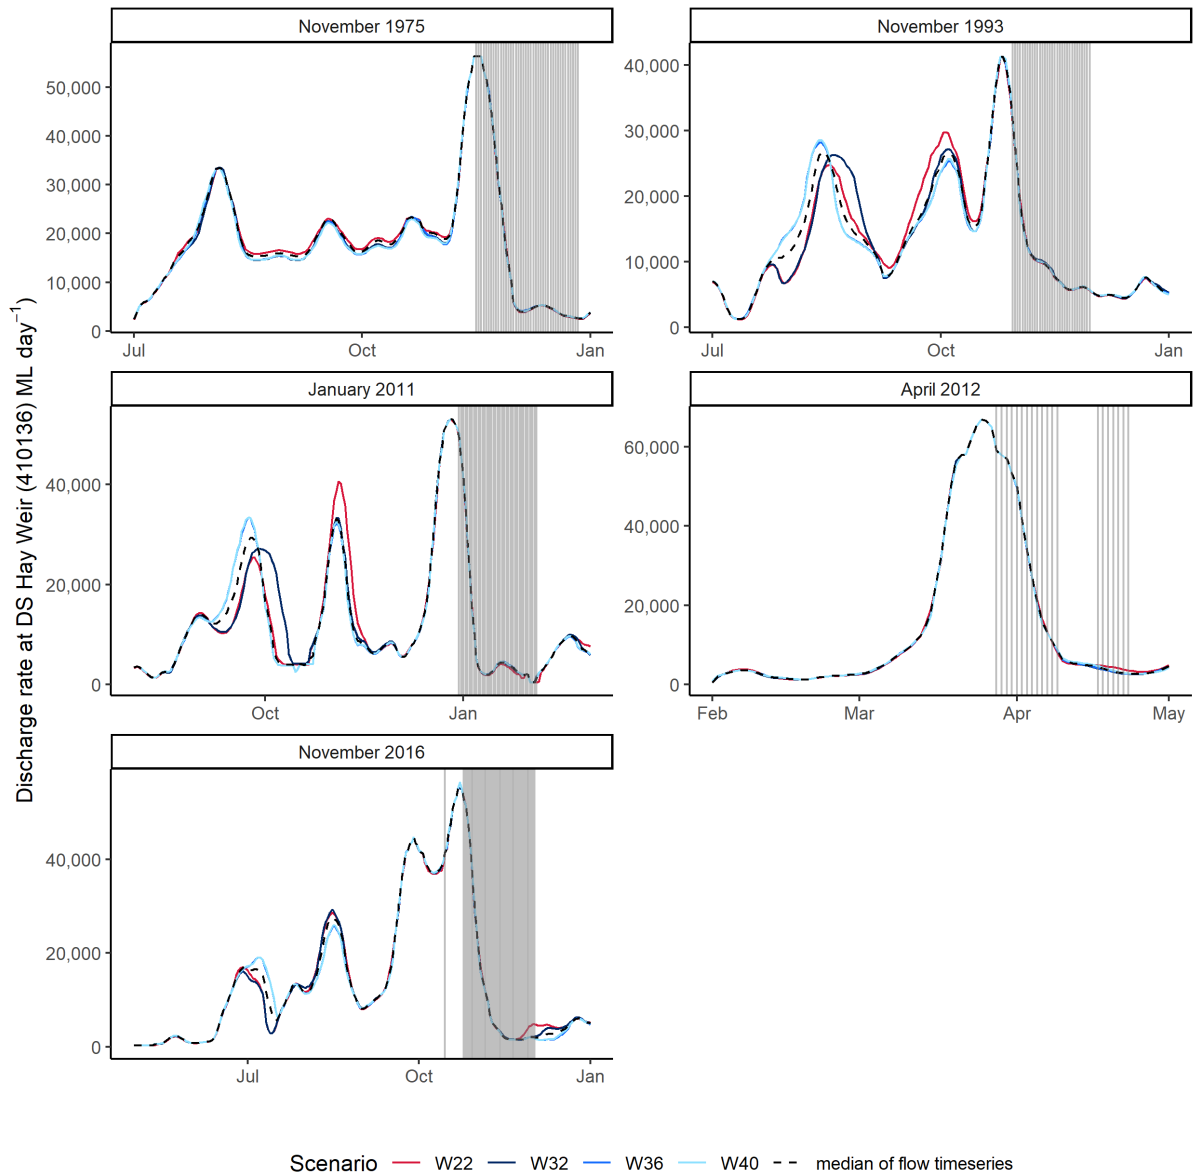 November 1975
November 1993
50,000
40,000
30,000
20,000
10,000
0
Jul
Oct
Jan
40,000
30,000
20,000
10,000
0
Jul
Oct
Jan
Discharge rate at DS Hay Weir (410136) ML day⁻¹)
January 2011
April 2012
40,000
20,000
0
Oct
Jan
60,000
40,000
20,000
0
Feb
Mar
Apr
May
November 2016
40,000
20,000
0
Jul
Oct
Jan
Scenario W22 W32 W36 W40 median of flow timeseries